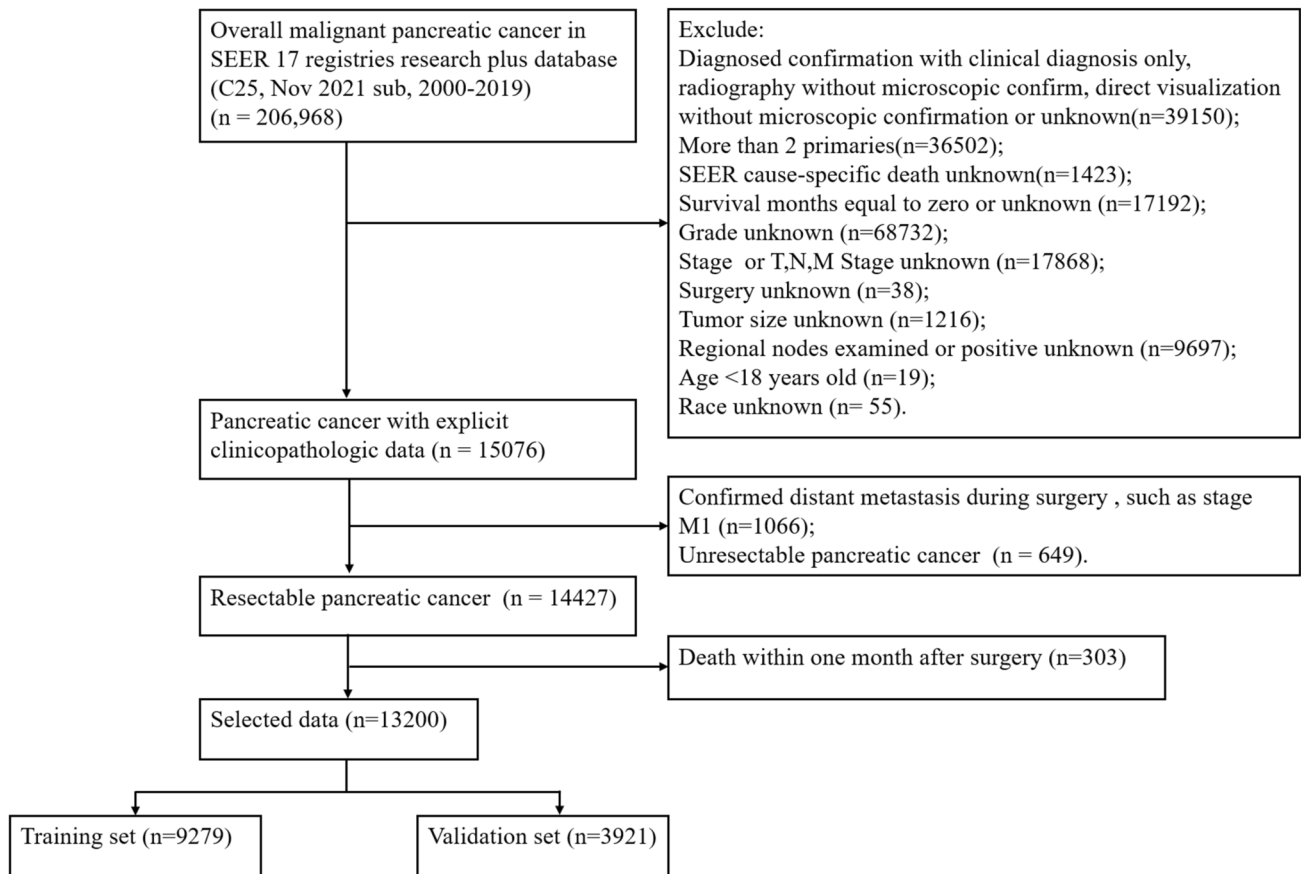 Overall malignant pancreatic cancer in
SEER 17 registries research plus database
(C25, Nov 2021 sub, 2000-2019)
(n = 206,968)
Exclude:
Diagnosed confirmation with clinical diagnosis only,
radiography without microscopic confirm, direct visualization
without microscopic confirmation or unknown(n=39150);
More than 2 primaries(n=36502);
SEER cause-specific death unknown(n=1423);
Survival months equal to zero or unknown (n=17192);
Grade unknown (n=68732);
Stage or T,N,M Stage unknown (n=17868);
Surgery unknown (n=38);
Tumor size unknown (n=1216);
Regional nodes examined or positive unknown (n=9697);
Age <18 years old (n=19);
Race unknown (n= 55).
Pancreatic cancer with explicit
clinicopathologic data (n = 15076)
Confirmed distant metastasis during surgery , such as stage
M1 (n=1066);
Unresectable pancreatic cancer (n = 649).
Resectable pancreatic cancer (n = 14427)
Death within one month after surgery (n=303)
Selected data (n=13200)
Training set (n=9279)
Validation set (n=3921)